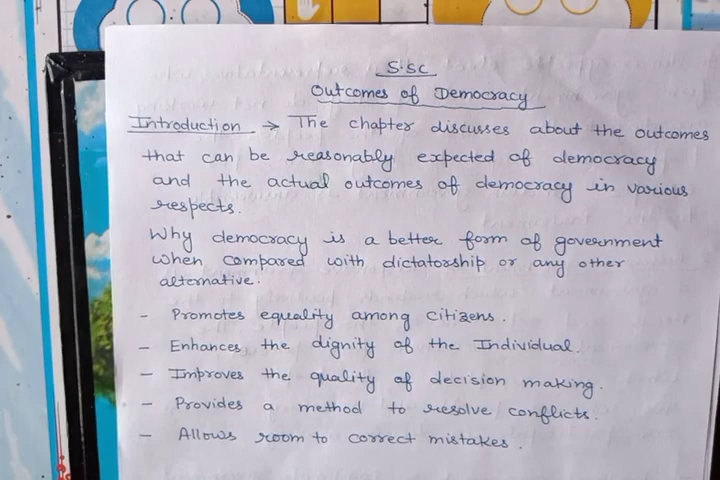 S.SC
Outcomes of Democracy
Introduction → The chapter discusses about the outcomes
that can be reasonably expected of democracy
and the actual outcomes of democracy in various
respects.
Why democracy is a better form of government
when compared with dictatorship or any other
alternative.
- Promotes equality among citizens.
- Enhances the dignity of the Individual.
- Improves the quality of decision making.
- Provides a method to resolve conflicts.
- Allows room to correct mistakes.